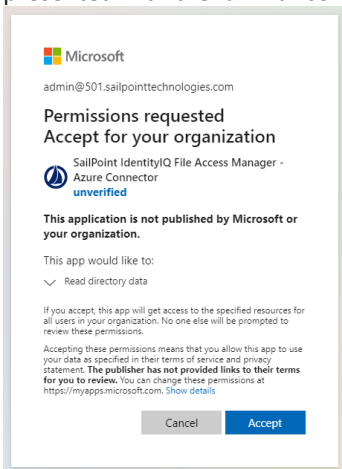 Microsoft
admin@501.sailpointtechnologies.com
Permissions requested
Accept for your organization
SailPoint IdentityIQ File Access Manager -
Azure Connector
unverified
This application is not published by Microsoft or
your organization.
This app would like to:
Read directory data
If you accept, this app will get access to the specified resources for
all users in your organization. No one else will be prompted to
review these permissions.
Accepting these permissions means that you allow this app to use
your data as specified in their terms of service and privacy
statement. The publisher has not provided links to their terms
for you to review. You can change these permissions at
https://myapps.microsoft.com. Show details
Cancel
Accept